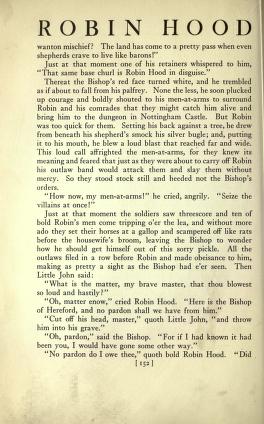 ROBIN HOOD
wanton mischief? The land has come to a pretty pass when even
shepherds crave to live like barons!"
Just at that moment one of his retainers whispered to him,
"That same base churl is Robin Hood in disguise."
Thereat the Bishop's red face turned white, and he trembled
as if about to fall from his palfrey. None the less, he soon plucked
up courage and boldly shouted to his men-at-arms to surround
Robin and his comrades that they might catch him alive and
bring him to the dungeon in Nottingham Castle. But Robin
was too quick for them. Setting his back against a tree, he drew
from beneath his shepherd's smock his silver bugle; and, putting
it to his mouth, he blew a loud blast that reached far and wide.
This loud call affrighted the men-at-arms, for they knew its
meaning and feared that just as they were about to carry off Robin
his outlaw band would attack them and slay them without
mercy. So they stood stock still and heeded not the Bishop's
orders.
"How now, my men-at-arms!" he cried, angrily. "Seize the
villains at once!"
Just at that moment the soldiers saw threescore and ten of
bold Robin's men come tripping o'er the lea, and without more
ado they set their horses at a gallop and scampered off like rats
before the housewife's broom, leaving the Bishop to wonder
how he should get himself out of this sorry pickle. All the
outlaws filed in a row before Robin and made obeisance to him,
making as pretty a sight as the Bishop had e'er seen. Then
Little John said:
"What is the matter, my brave master, that thou blowest
so loud and hastily?"
"Oh, matter enow," cried Robin Hood. "Here is the Bishop
of Hereford, and no pardon shall we have from him."
"Cut off his head, master," quoth Little John, "and throw
him into his grave."
"Oh, pardon," said the Bishop. "For if I had known it had
been you, I would have gone some other way."
"No pardon do I owe thee," quoth bold Robin Hood. "Did
[ 152 ]